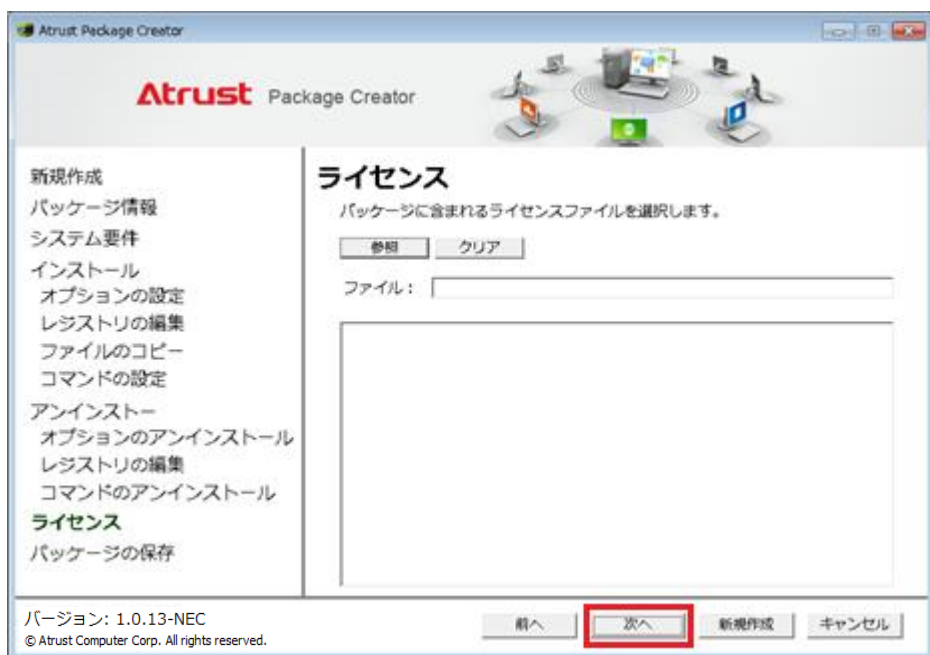 Atrust Package Creator
Atrust Package Creator
新規作成
パッケージ情報
システム要件
インストール
オプションの設定
レジストリの編集
ファイルのコピー
コマンドの設定
アンインストー
オプションのアンインストール
レジストリの編集
コマンドのアンインストール
ライセンス
パッケージの保存
ライセンス
パッケージに含まれるライセンスファイルを選択します。
参照 クリア
ファイル：
バージョン: 1.0.13-NEC
© Atrust Computer Corp. All rights reserved.
前へ 次へ 新規作成 キャンセル